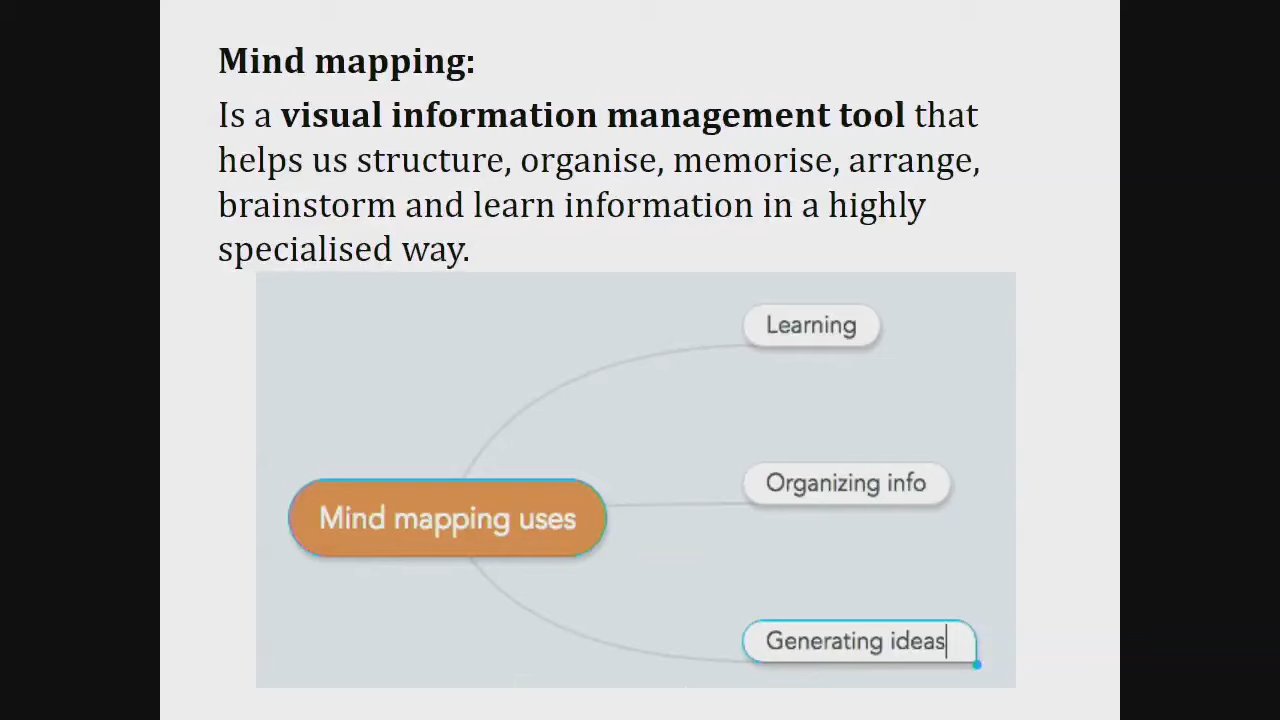 Mind mapping:
Is a visual information management tool that
helps us structure, organise, memorise, arrange,
brainstorm and learn information in a highly
specialised way.
Learning
Organizing info
Mind mapping uses
Generating ideas